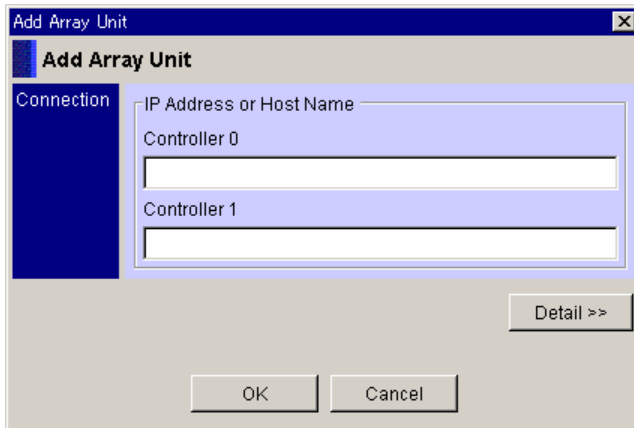 Add Array Unit
Add Array Unit
Connection
IP Address or Host Name
Controller 0
Controller 1
Detail >>
OK
Cancel